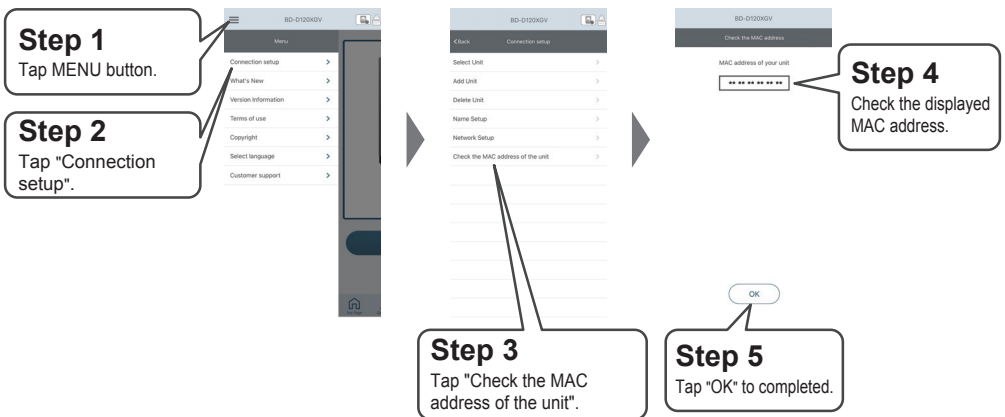 Step 1
Tap MENU button.
Step 2
Tap "Connection
setup".
BD-D120XGV
Menu
Connection setup
What's New
Version Information
Terms of use
Copyright
Select language
Customer support
BD-D120XGV
Back
Connection setup
Select Unit
Add Unit
Delete Unit
Name Setup
Network Setup
Check the MAC address of the unit
Step 3
Tap "Check the MAC
address of the unit".
BD-D120XGV
Check the MAC address
MAC address of your unit
** ** ** ** ** **
OK
Step 4
Check the displayed
MAC address.
Step 5
Tap "OK" to completed.